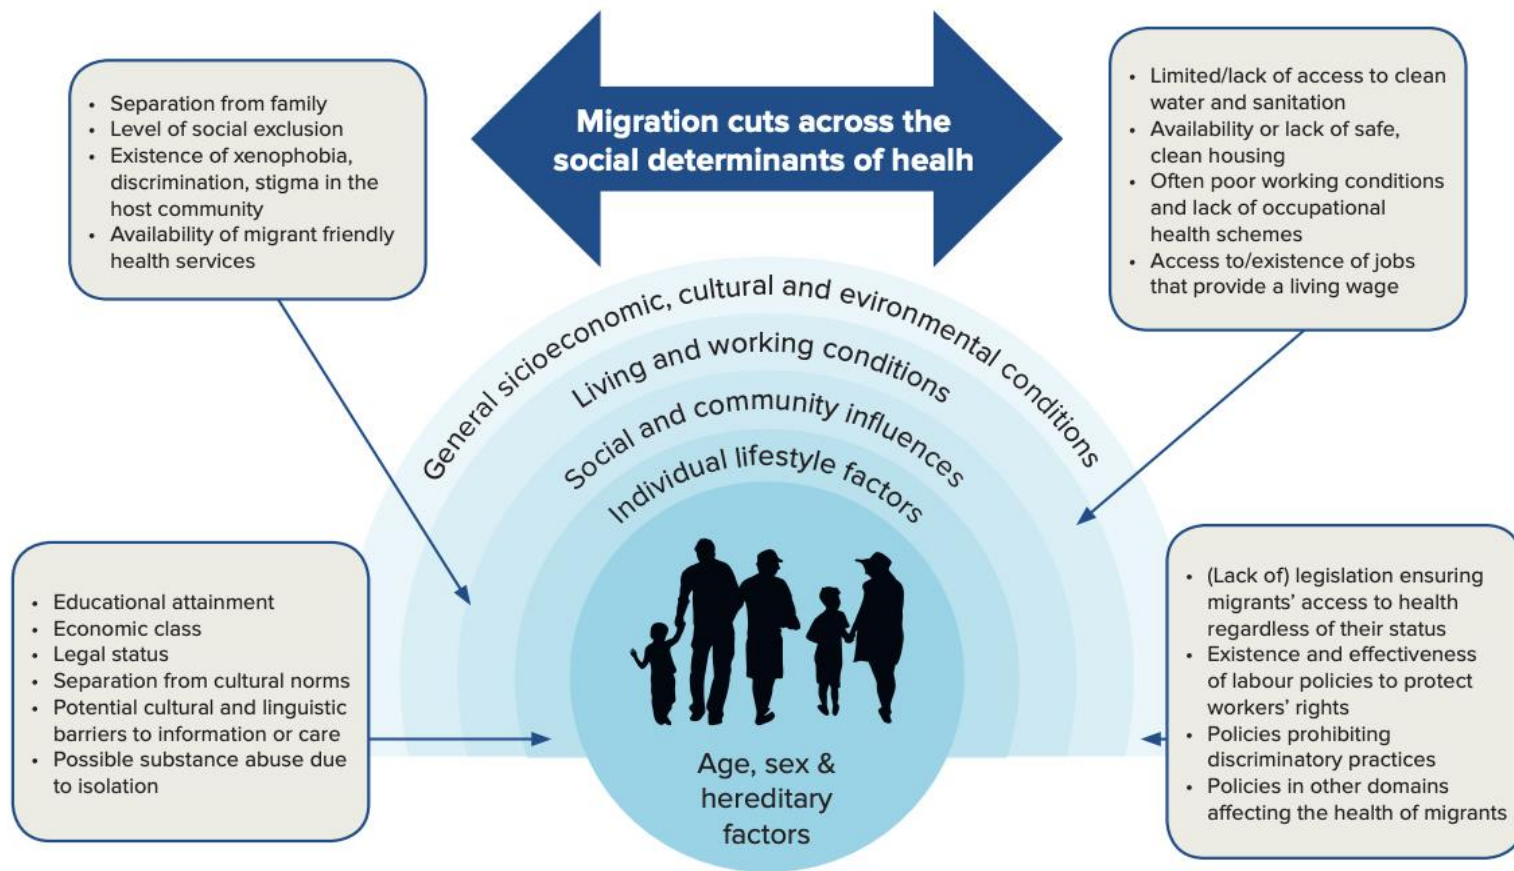 Migration cuts across the
social determinants of healh
• Separation from family
• Level of social exclusion
• Existence of xenophobia,
discrimination, stigma in the
host community
• Availability of migrant friendly
health services
• Limited/lack of access to clean
water and sanitation
• Availability or lack of safe,
clean housing
• Often poor working conditions
and lack of occupational
health schemes
• Access to/existence of jobs
that provide a living wage
General sicioeconomic, cultural and evironmental conditions
Living and working conditions
Social and community influences
Individual lifestyle factors
Age, sex &
hereditary
factors
• Educational attainment
• Economic class
• Legal status
• Separation from cultural norms
• Potential cultural and linguistic
barriers to information or care
• Possible substance abuse due
to isolation
• (Lack of) legislation ensuring
migrants’ access to health
regardless of their status
• Existence and effectiveness
of labour policies to protect
workers’ rights
• Policies prohibiting
discriminatory practices
• Policies in other domains
affecting the health of migrants